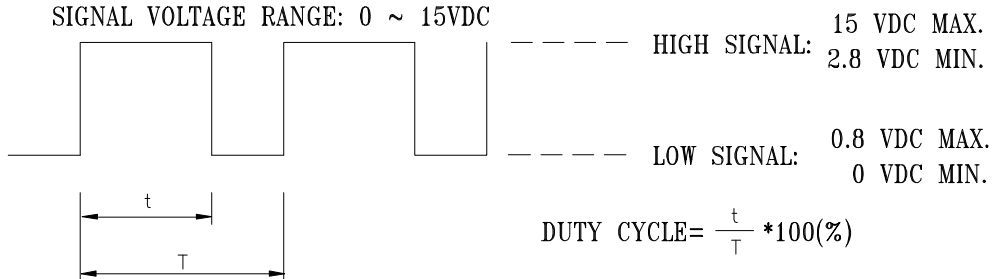 SIGNAL VOLTAGE RANGE: 0 ~ 15VDC
HIGH SIGNAL: 15 VDC MAX.
2.8 VDC MIN.
LOW SIGNAL: 0.8 VDC MAX.
0 VDC MIN.
t
T
DUTY CYCLE= t/T *100(%)